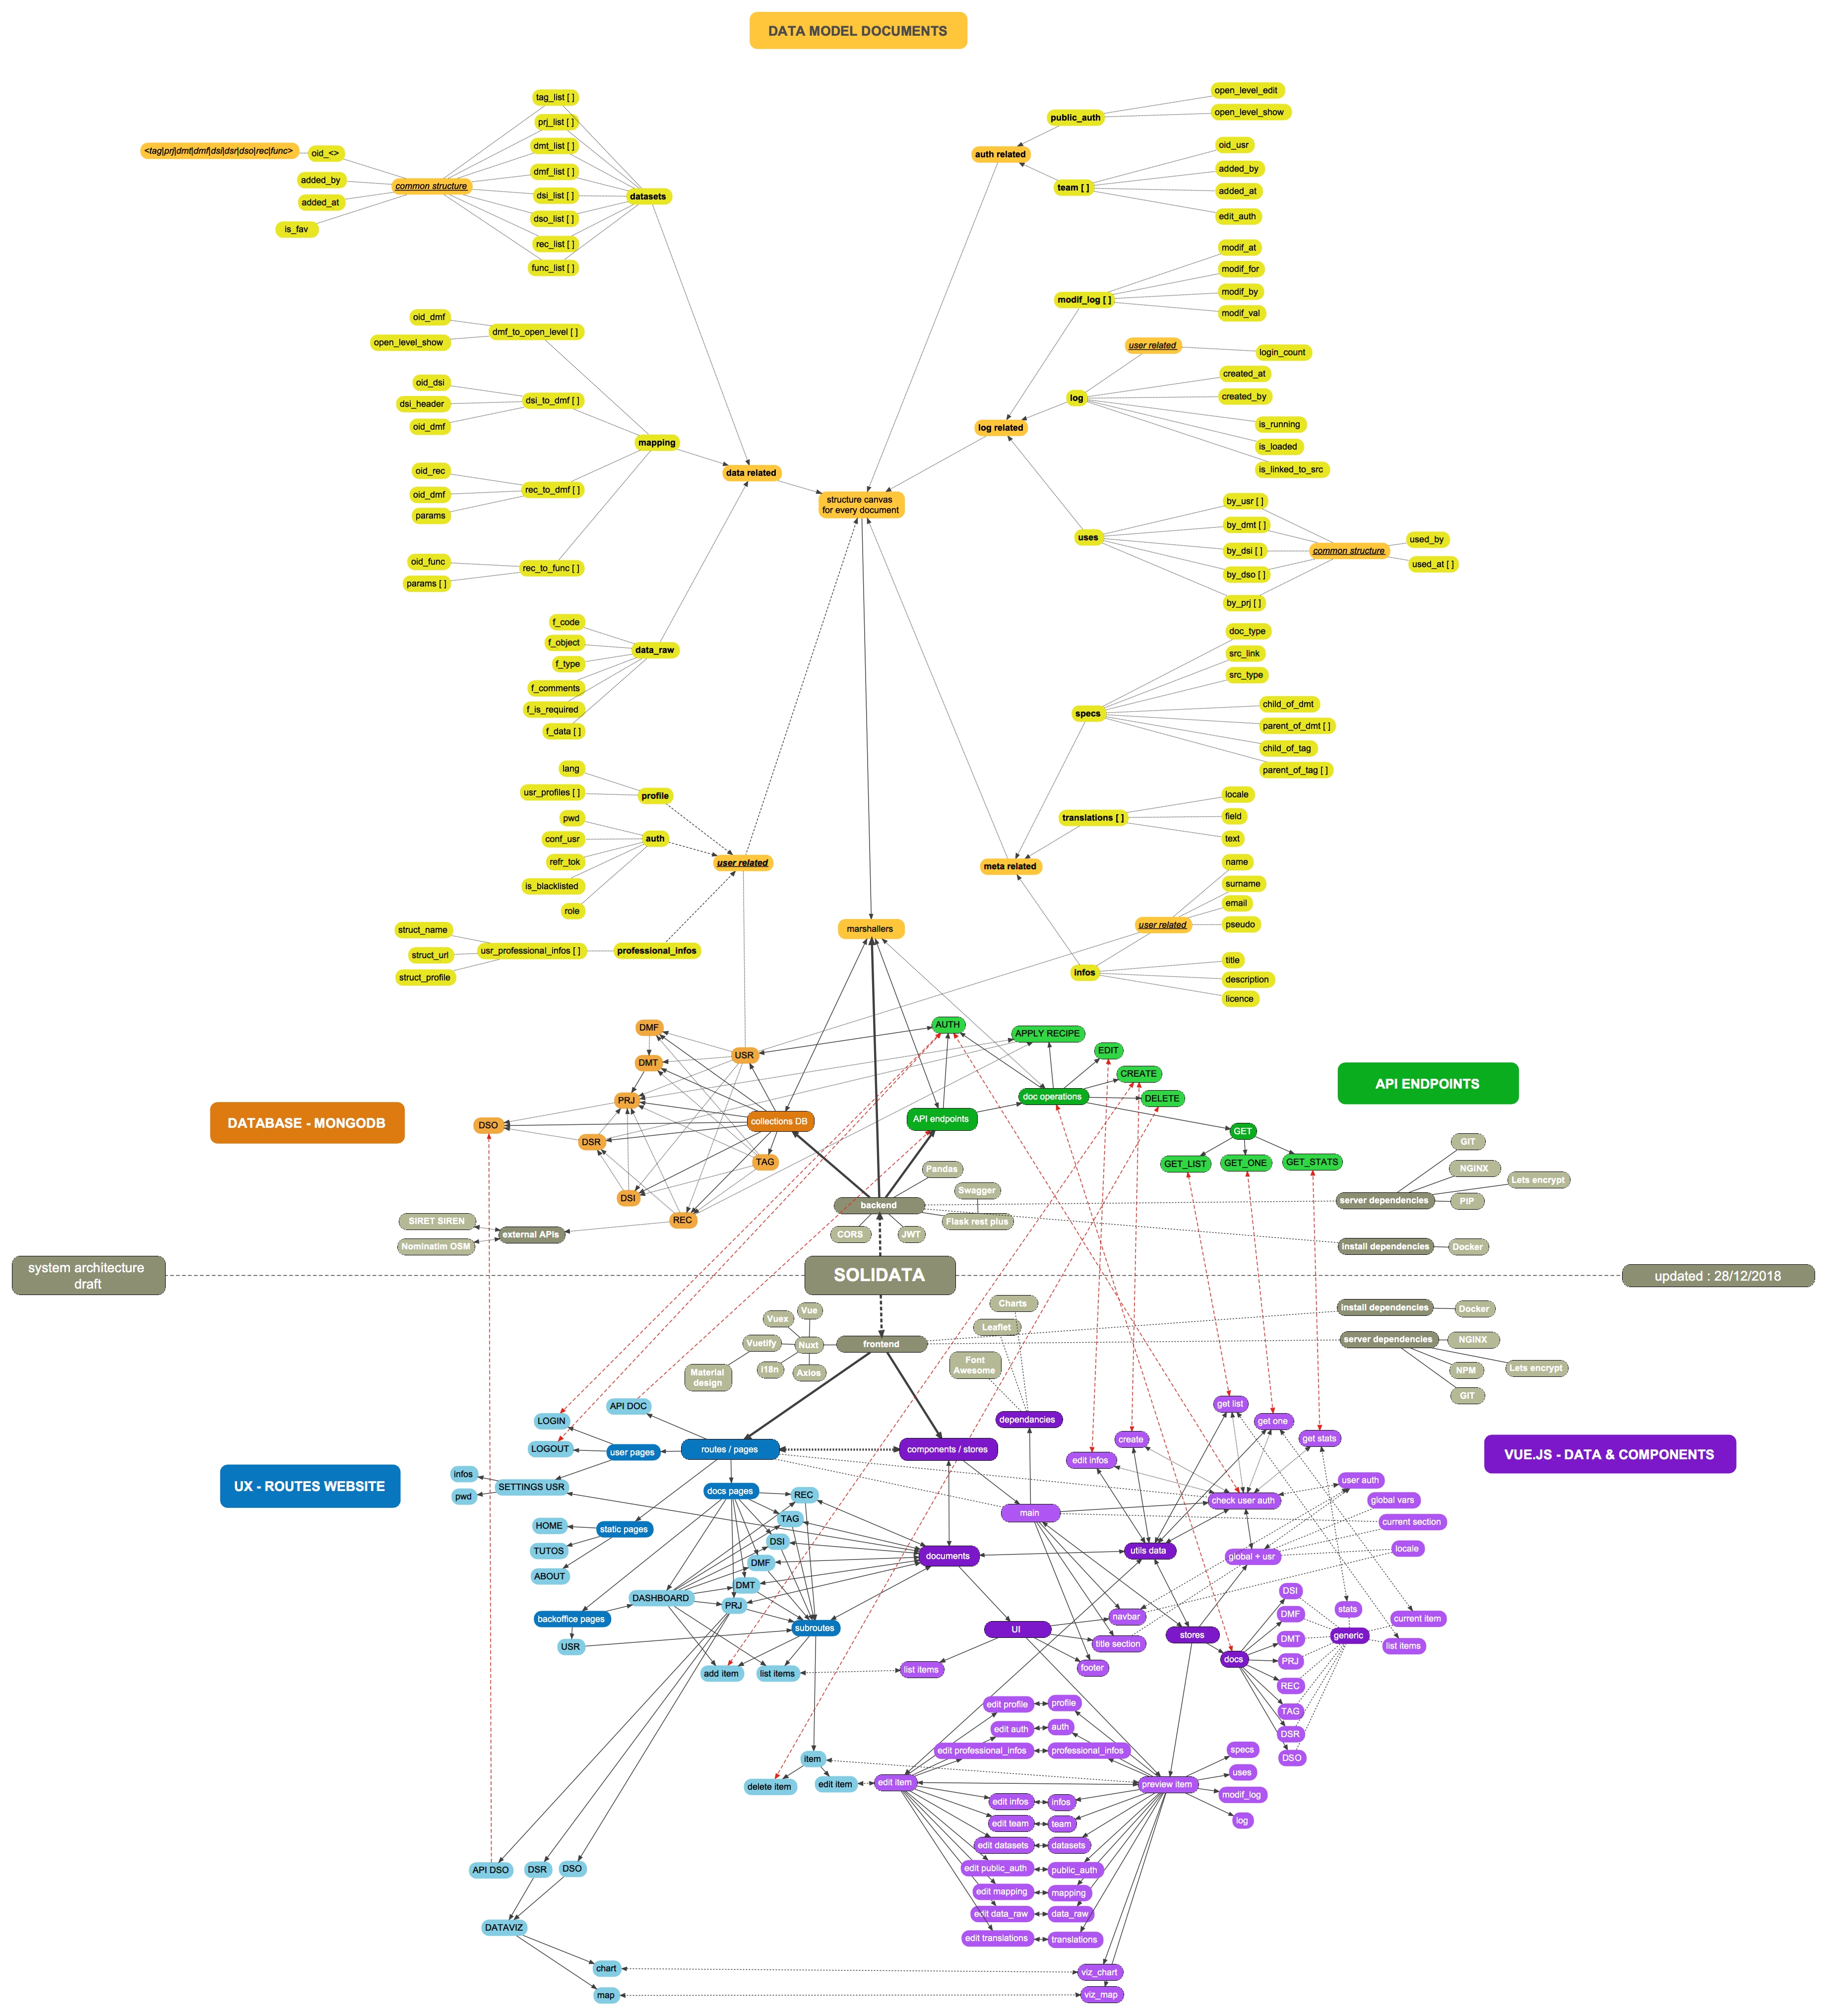 DATA MODEL DOCUMENTS
tag_list [ ]
prj_list [ ]
dmt_list [ ]
dmf_list [ ]
dsi_list [ ]
dso_list [ ]
rec_list [ ]
func_list [ ]
<tag|prj|dmt|dmf|dsi|dsr|dso|rec|func>
oid_<>
added_by
added_at
is_fav
common structure
datasets
open_level_edit
open_level_show
public_auth
auth related
team [ ]
oid_usr
added_by
added_at
edit_auth
modif_at
modif_for
modif_by
modif_val
modif_log [ ]
oid_dmf
open_level_show
dmf_to_open_level [ ]
oid_dsi
dsi_header
oid_dmf
dsi_to_dmf [ ]
mapping
oid_rec
oid_dmf
params
rec_to_dmf [ ]
oid_func
params [ ]
rec_to_func [ ]
data related
structure canvas
for every document
user related
login_count
created_at
created_by
log
log related
is_running
is_loaded
is_linked_to_src
uses
by_usr [ ]
by_dmt [ ]
by_dsi [ ]
by_dso [ ]
by_prj [ ]
common structure
used_by
used_at [ ]
f_code
f_object
f_type
f_comments
f_is_required
f_data [ ]
data_raw
doc_type
src_link
src_type
specs
child_of_dmt
parent_of_dmt [ ]
child_of_tag
parent_of_tag [ ]
lang
usr_profiles [ ]
profile
pwd
conf_usr
refr_tok
is_blacklisted
role
auth
user related
locale
field
text
translations [ ]
meta related
name
surname
email
pseudo
user related
title
description
licence
infos
struct_name
struct_url
struct_profile
usr_professional_infos [ ]
professional_infos
marshallers
DMF
DMT
PRJ
DSO
DSR
DSI
REC
TAG
USR
collections DB
DATABASE - MONGODB
AUTH
APPLY RECIPE
EDIT
CREATE
DELETE
doc operations
API endpoints
GET
GET_LIST
GET_ONE
GET_STATS
API ENDPOINTS
Pandas
Swagger
backend
Flask rest plus
CORS
JWT
GIT
NGINX
Lets encrypt
server dependencies
PIP
install dependencies
Docker
SIRET SIREN
Nominatim OSM
external APIs
system architecture
draft
SOLIDATA
updated : 28/12/2018
Charts
Leaflet
Font
Awesome
Vue
Vuex
Vuetify
Nuxt
i18n
Axios
Material
design
frontend
install dependencies
Docker
server dependencies
NGINX
NPM
Lets encrypt
GIT
API DOC
LOGIN
LOGOUT
user pages
routes / pages
components / stores
dependancies
UX - ROUTES WEBSITE
infos
pwd
SETTINGS USR
HOME
TUTOS
ABOUT
static pages
docs pages
REC
TAG
DSI
DMF
DMT
PRJ
DASHBOARD
backoffice pages
USR
subroutes
add item
list items
get list
get one
get stats
create
edit infos
VUE.JS - DATA & COMPONENTS
main
check user auth
user auth
global vars
current section
locale
documents
utils data
global + usr
UI
navbar
title section
footer
list items
stores
docs
DSI
DMF
DMT
PRJ
REC
TAG
DSR
DSO
stats
generic
current item
list items
item
delete item
edit item
edit item
preview item
edit profile
profile
edit auth
auth
edit professional_infos
professional_infos
edit infos
infos
edit team
team
edit datasets
datasets
edit public_auth
public_auth
edit mapping
mapping
edit data_raw
data_raw
edit translations
translations
specs
uses
modif_log
log
API DSO
DSR
DSO
DATAVIZ
chart
map
viz_chart
viz_map